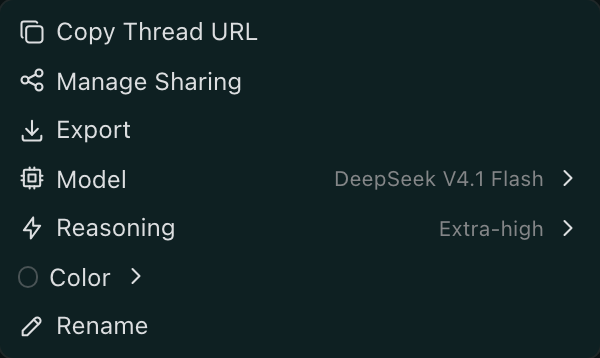 Copy Thread URL
Manage Sharing
Export
Model DeepSeek V4.1 Flash
Reasoning Extra-high
Color
Rename